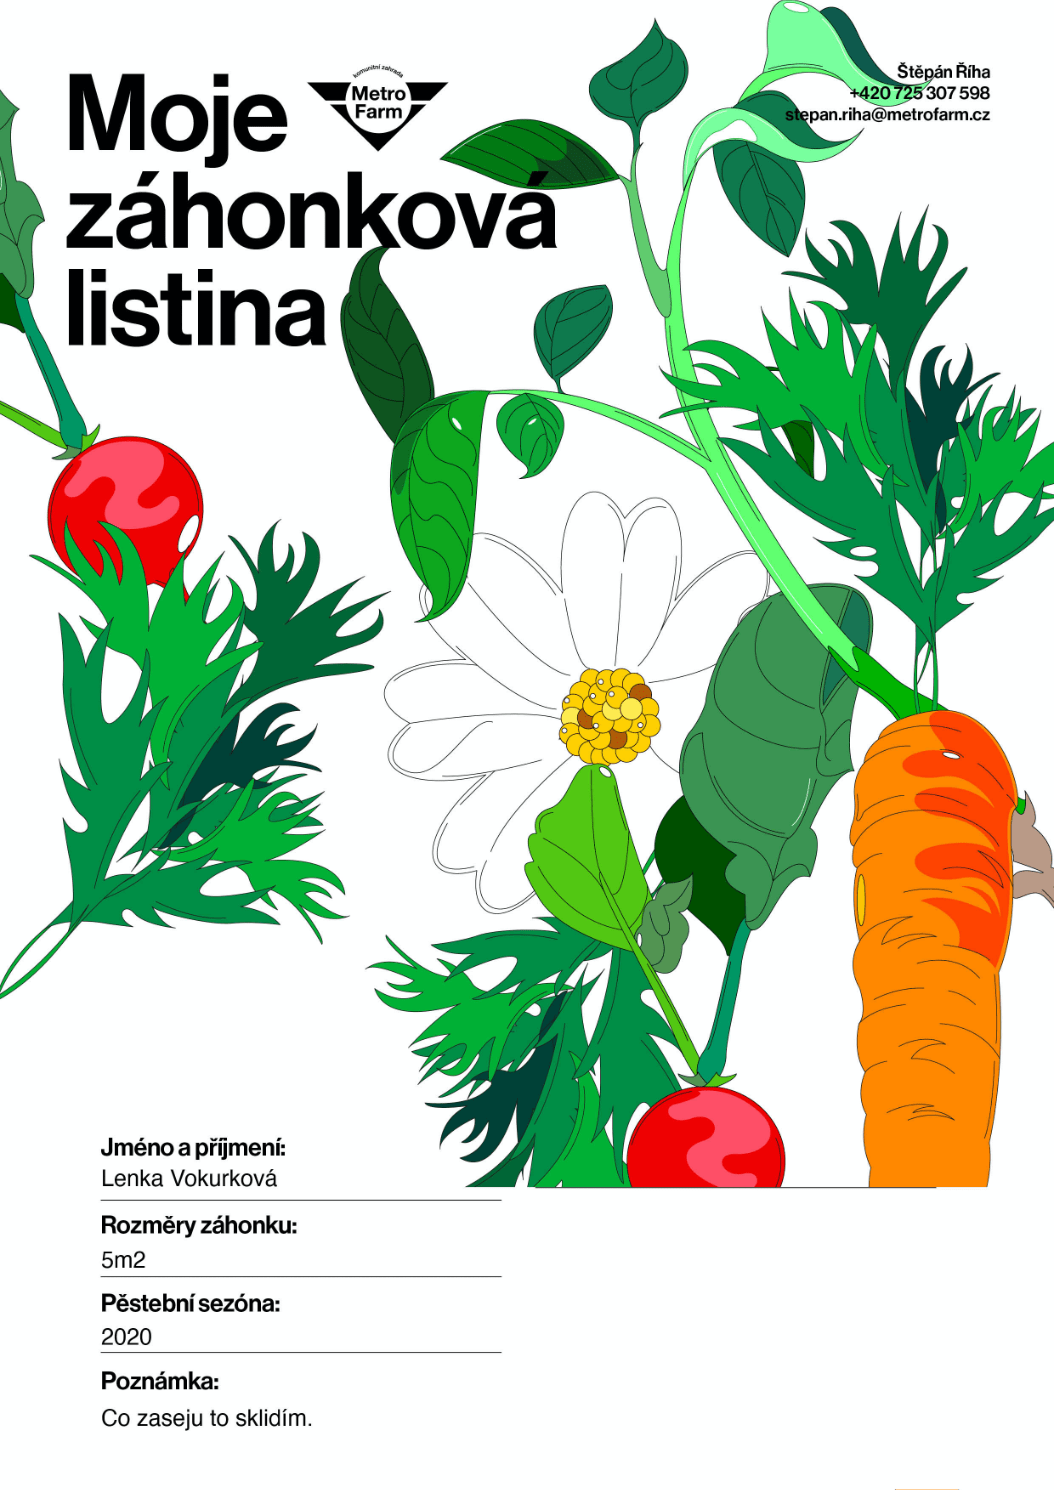 Moje
záhonková
listina
komunitní zahrada
Metro
Farm
Štěpán Říha
+420 725 307 598
stepan.riha@metrofarm.cz
Jméno a příjmení:
Lenka Vokurková
Rozměry záhonku:
5m2
Pěstební sezóna:
2020
Poznámka:
Co zaseju to sklidím.